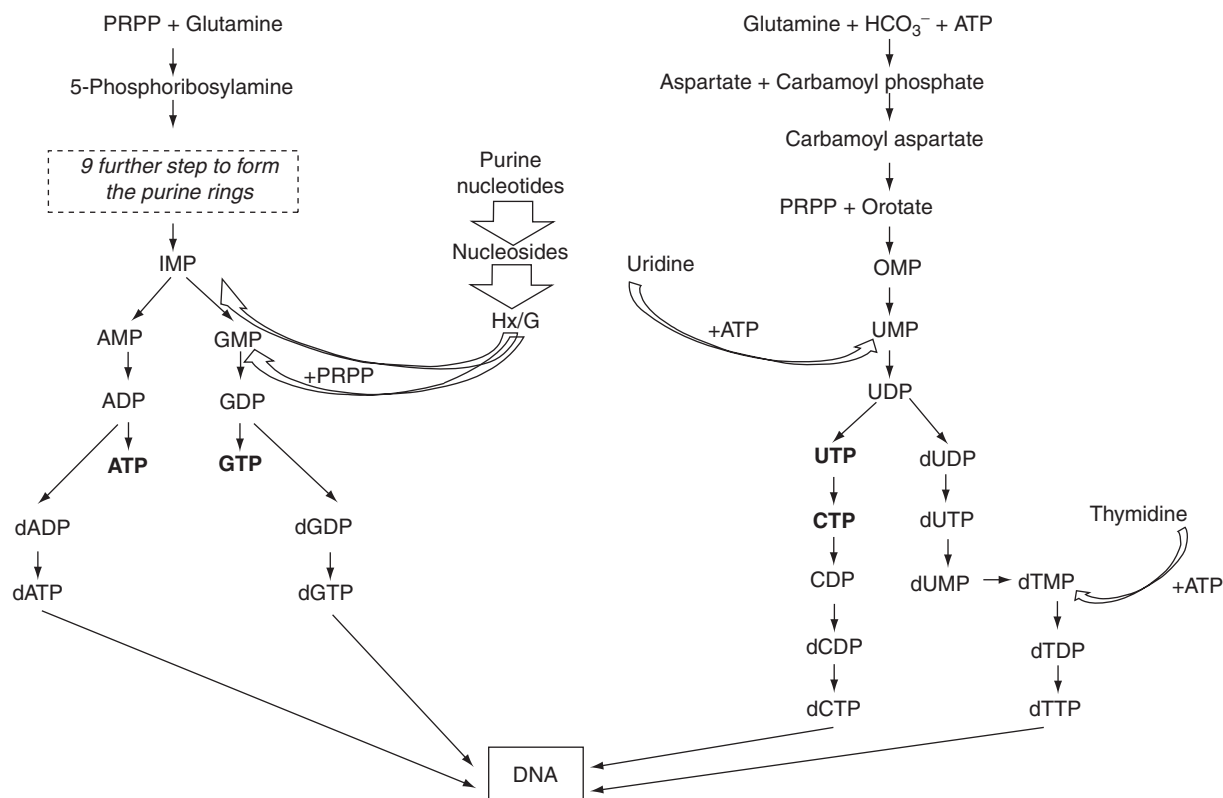 PRPP + Glutamine
5-Phosphoribosylamine
9 further step to form
the purine rings
IMP
AMP
GMP
ADP
GDP
ATP
GTP
dADP
dGDP
dATP
dGTP
Purine
nucleotides
Nucleosides
Hx/G
+PRPP
Glutamine + HCO₃⁻ + ATP
Aspartate + Carbamoyl phosphate
Carbamoyl aspartate
PRPP + Orotate
OMP
Uridine
+ATP
UMP
UDP
UTP
dUDP
CTP
dUTP
CDP
dUMP
dTMP
Thymidine
+ATP
dCDP
dTDP
dCTP
dTTP
DNA